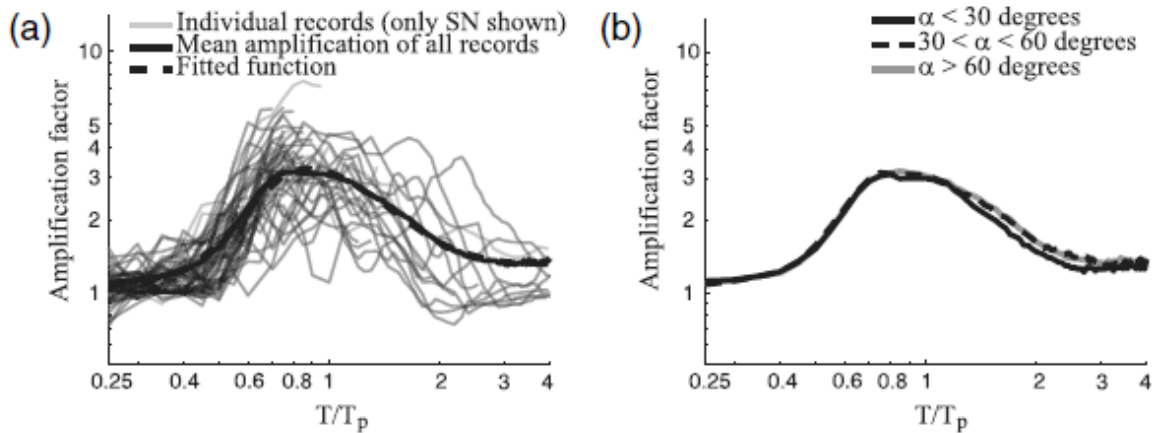 (a)
Individual records (only SN shown)
Mean amplification of all records
Fitted function
10
5
4
3
2
1
Amplification factor
0.25 0.4 0.6 0.8 1 2 3 4
T/Tp
(b)
α < 30 degrees
30 < α < 60 degrees
α > 60 degrees
10
5
4
3
2
1
Amplification factor
0.25 0.4 0.6 0.8 1 2 3 4
T/Tp